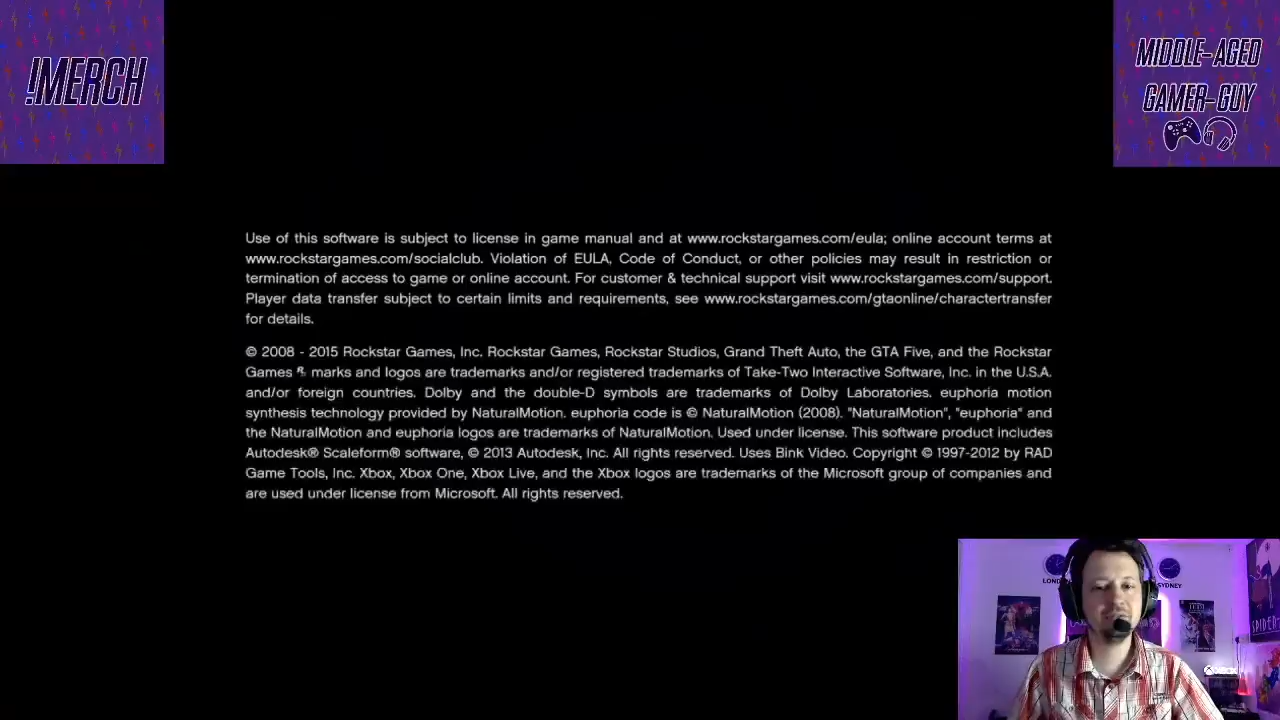 !MERCH
MIDDLE-AGED
GAMER-GUY
Use of this software is subject to license in game manual and at www.rockstargames.com/eula; online account terms at
www.rockstargames.com/socialclub. Violation of EULA, Code of Conduct, or other policies may result in restriction or
termination of access to game or online account. For customer & technical support visit www.rockstargames.com/support.
Player data transfer subject to certain limits and requirements, see www.rockstargames.com/gtaonline/charactertransfer
for details.
© 2008 - 2015 Rockstar Games, Inc. Rockstar Games, Rockstar Studios, Grand Theft Auto, the GTA Five, and the Rockstar
Games marks and logos are trademarks and/or registered trademarks of Take-Two Interactive Software, Inc. in the U.S.A.
and/or foreign countries. Dolby and the double-D symbols are trademarks of Dolby Laboratories. euphoria motion
synthesis technology provided by NaturalMotion. euphoria code is © NaturalMotion (2008). "NaturalMotion", "euphoria" and
the NaturalMotion and euphoria logos are trademarks of NaturalMotion. Used under license. This software product includes
Autodesk® Scaleform® software, © 2013 Autodesk, Inc. All rights reserved. Uses Bink Video. Copyright © 1997-2012 by RAD
Game Tools, Inc. Xbox, Xbox One, Xbox Live, and the Xbox logos are trademarks of the Microsoft group of companies and
are used under license from Microsoft. All rights reserved.
SYDNEY
XBOX